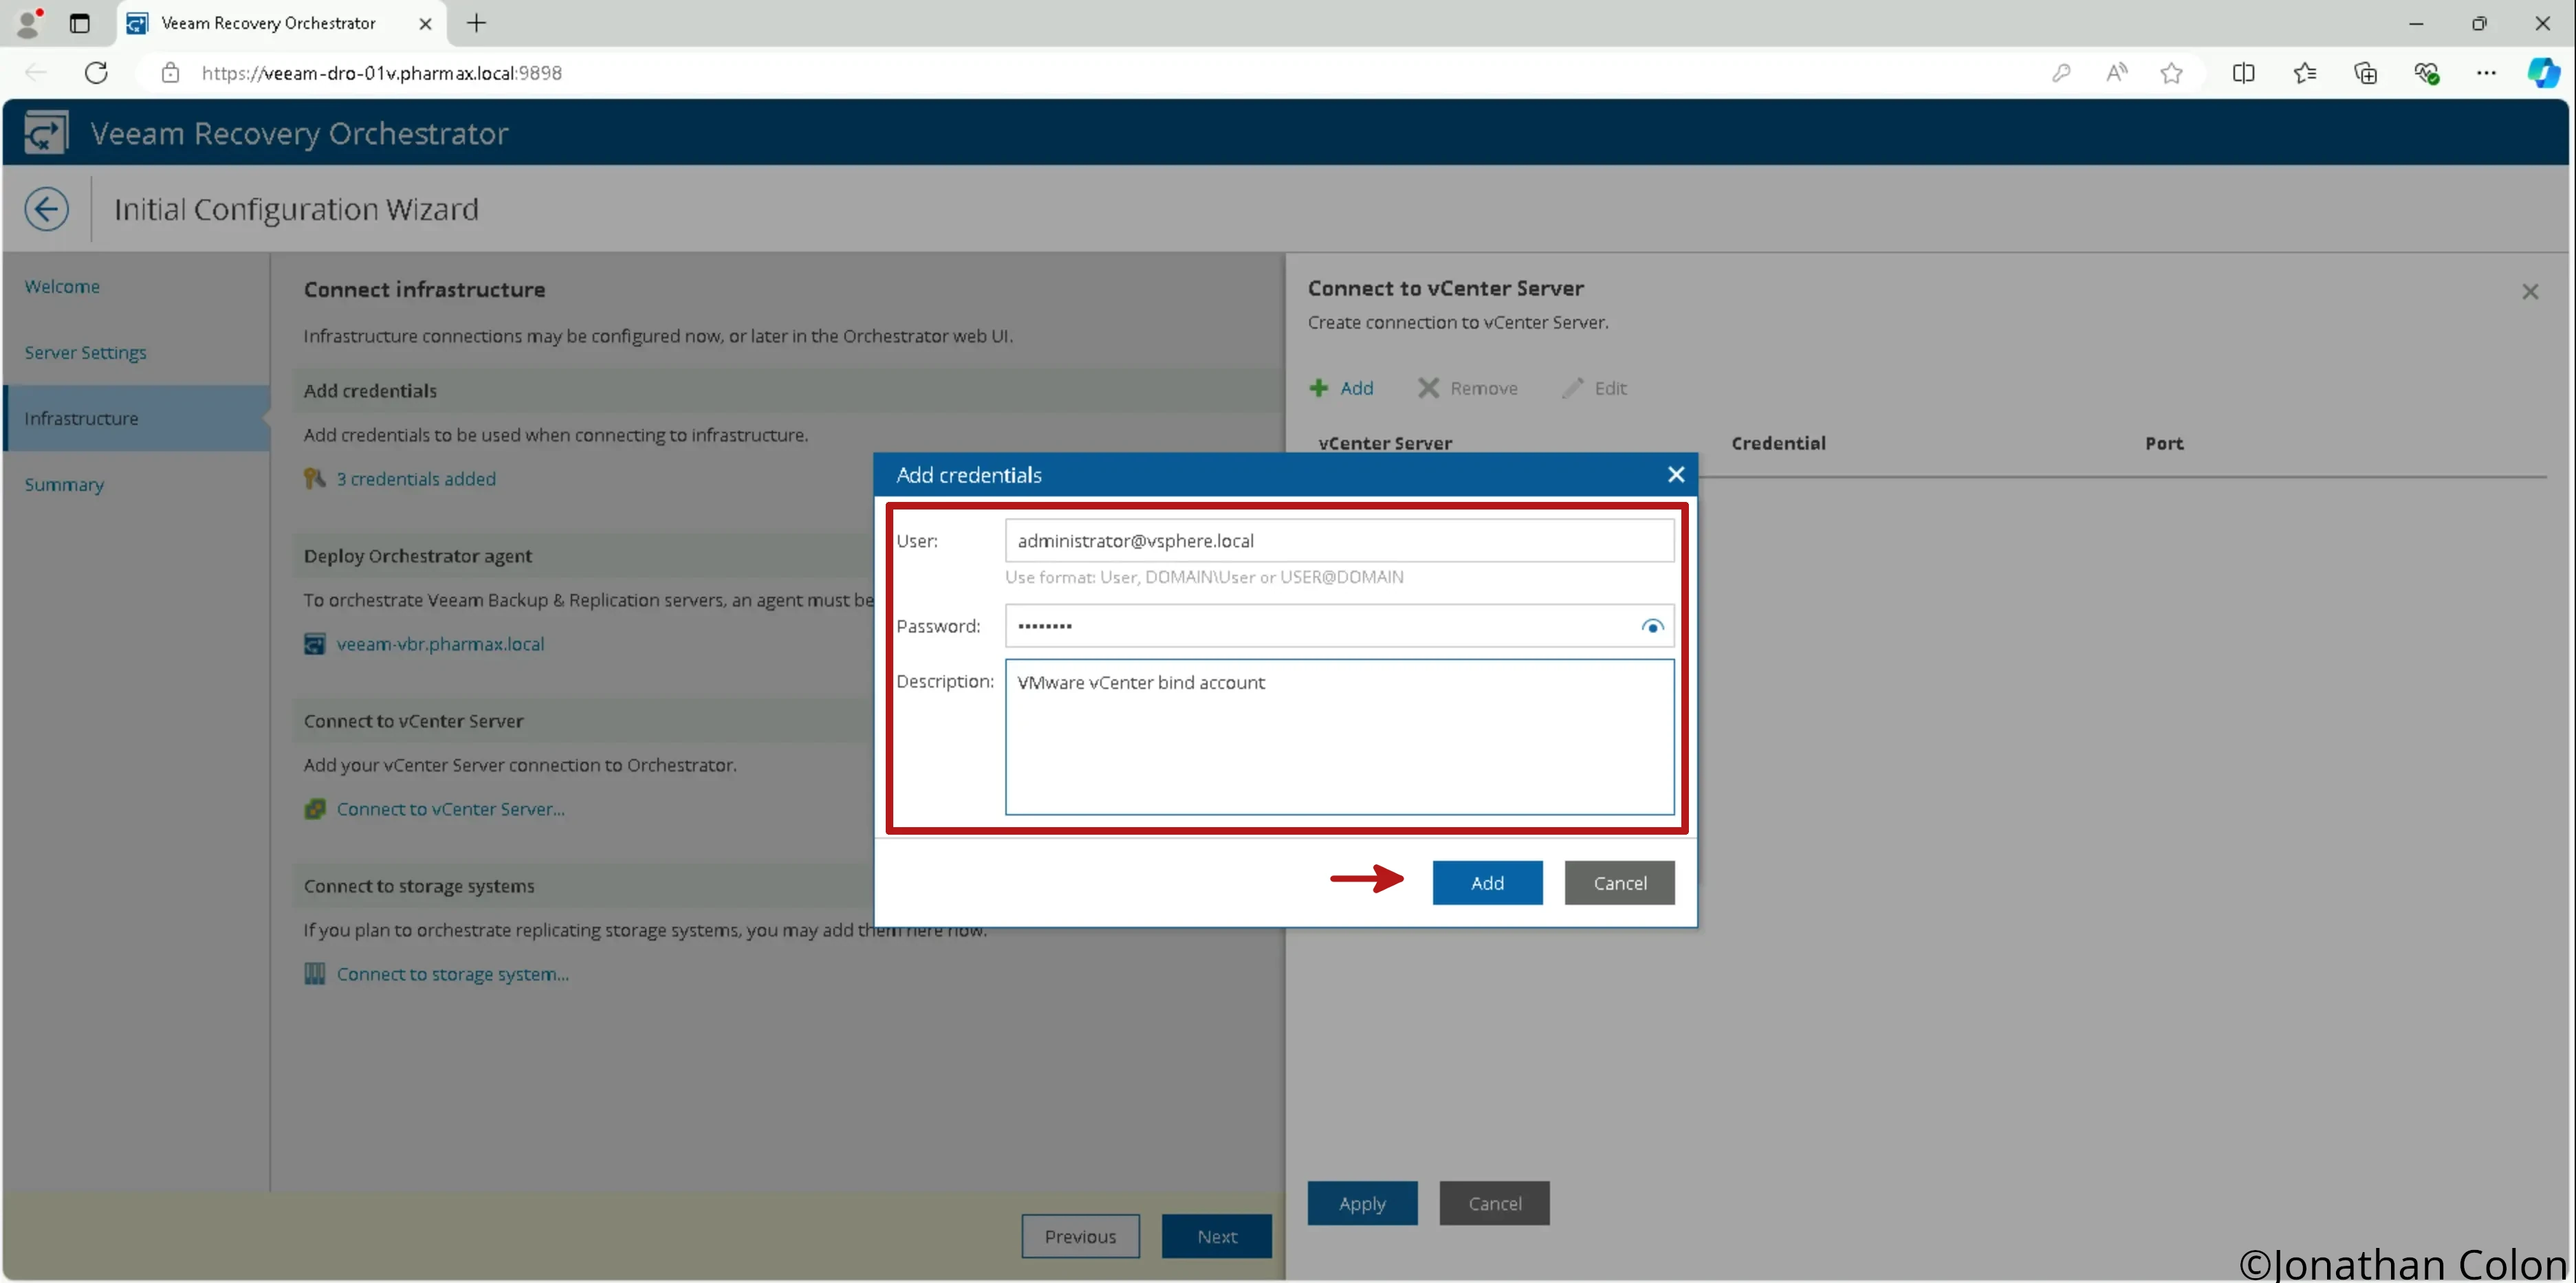 Veeam Recovery Orchestrator
https://veeam-dro-01v.pharmax.local:9898
Veeam Recovery Orchestrator
Initial Configuration Wizard
Welcome
Server Settings
Infrastructure
Summary
Connect infrastructure
Infrastructure connections may be configured now, or later in the Orchestrator web UI.
Add credentials
Add credentials to be used when connecting to infrastructure.
3 credentials added
Deploy Orchestrator agent
To orchestrate Veeam Backup & Replication servers, an agent must be
veeam-vbr.pharmax.local
Connect to vCenter Server
Add your vCenter Server connection to Orchestrator.
Connect to vCenter Server...
Connect to storage systems
If you plan to orchestrate replicating storage systems, you may add them here now.
Connect to storage system...
Previous
Next
Connect to vCenter Server
Create connection to vCenter Server.
Add
Remove
Edit
vCenter Server
Credential
Port
Add credentials
User:
administrator@vsphere.local
Use format: User, DOMAIN\User or USER@DOMAIN
Password:
••••••••
Description:
VMware vCenter bind account
Add
Cancel
Apply
Cancel
©Jonathan Colon